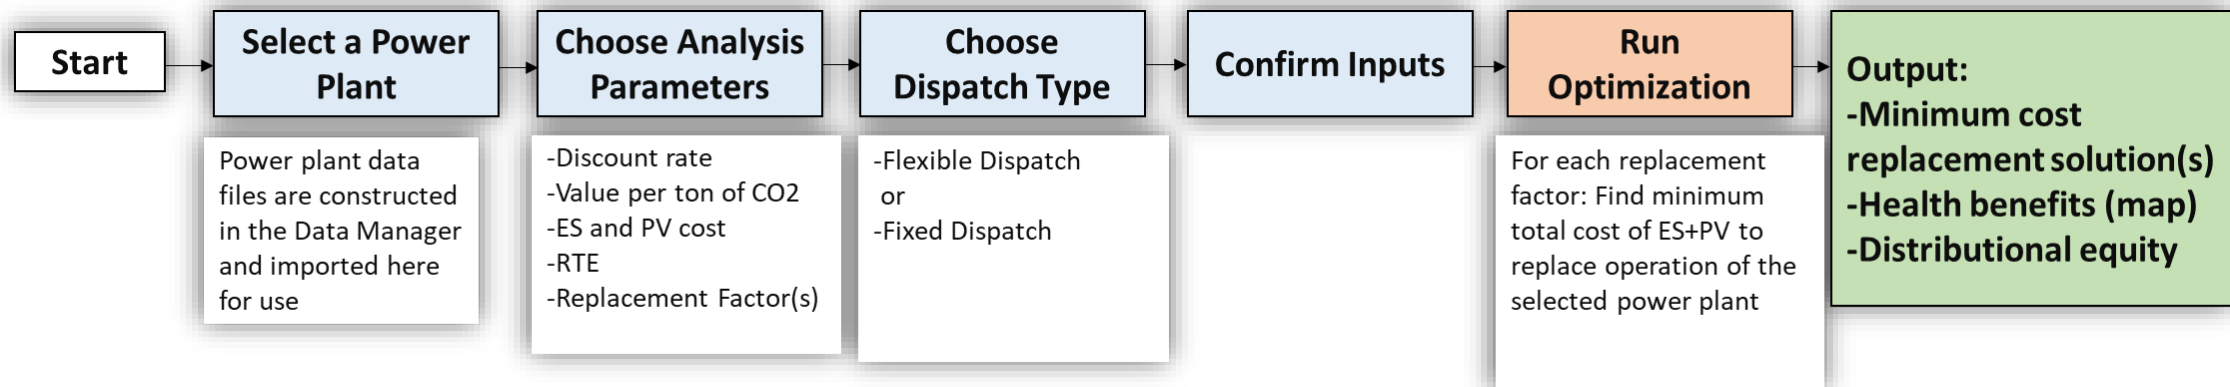 Start
Select a Power
Plant
Power plant data
files are constructed
in the Data Manager
and imported here
for use
Choose Analysis
Parameters
-Discount rate
-Value per ton of CO2
-ES and PV cost
-RTE
-Replacement Factor(s)
Choose
Dispatch Type
-Flexible Dispatch
or
-Fixed Dispatch
Confirm Inputs
Run
Optimization
For each replacement
factor: Find minimum
total cost of ES+PV to
replace operation of the
selected power plant
Output:
-Minimum cost
replacement solution(s)
-Health benefits (map)
-Distributional equity